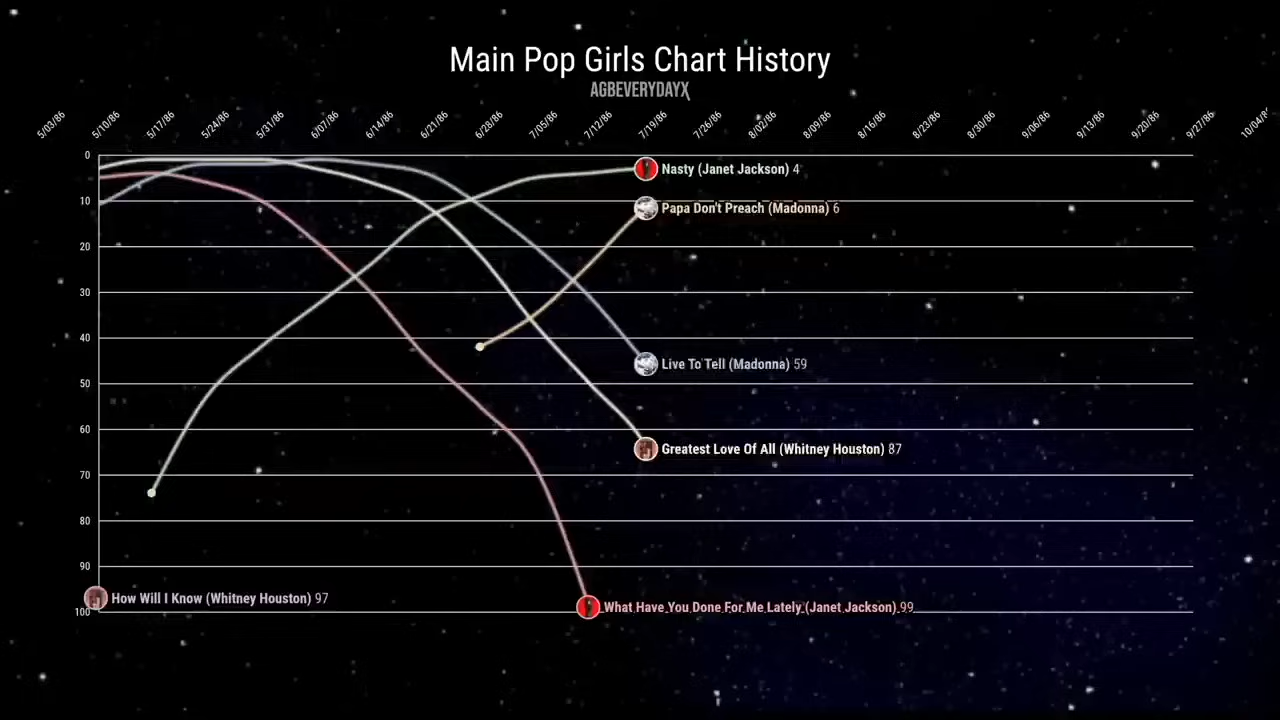 Main Pop Girls Chart History
AGBEVERYDAYX
5/03/86 5/10/86 5/17/86 5/24/86 5/31/86 6/07/86 6/14/86 6/21/86 6/28/86 7/05/86 7/12/86 7/19/86 7/26/86 8/02/86 8/09/86 8/16/86 8/23/86 8/30/86 9/06/86 9/13/86 9/20/86 9/27/86 10/04/8
0
Nasty (Janet Jackson) 4
10
Papa Don't Preach (Madonna) 6
20
30
40
Live To Tell (Madonna) 59
50
60
Greatest Love Of All (Whitney Houston) 87
70
80
90
How Will I Know (Whitney Houston) 97
What Have You Done For Me Lately (Janet Jackson) 99
100